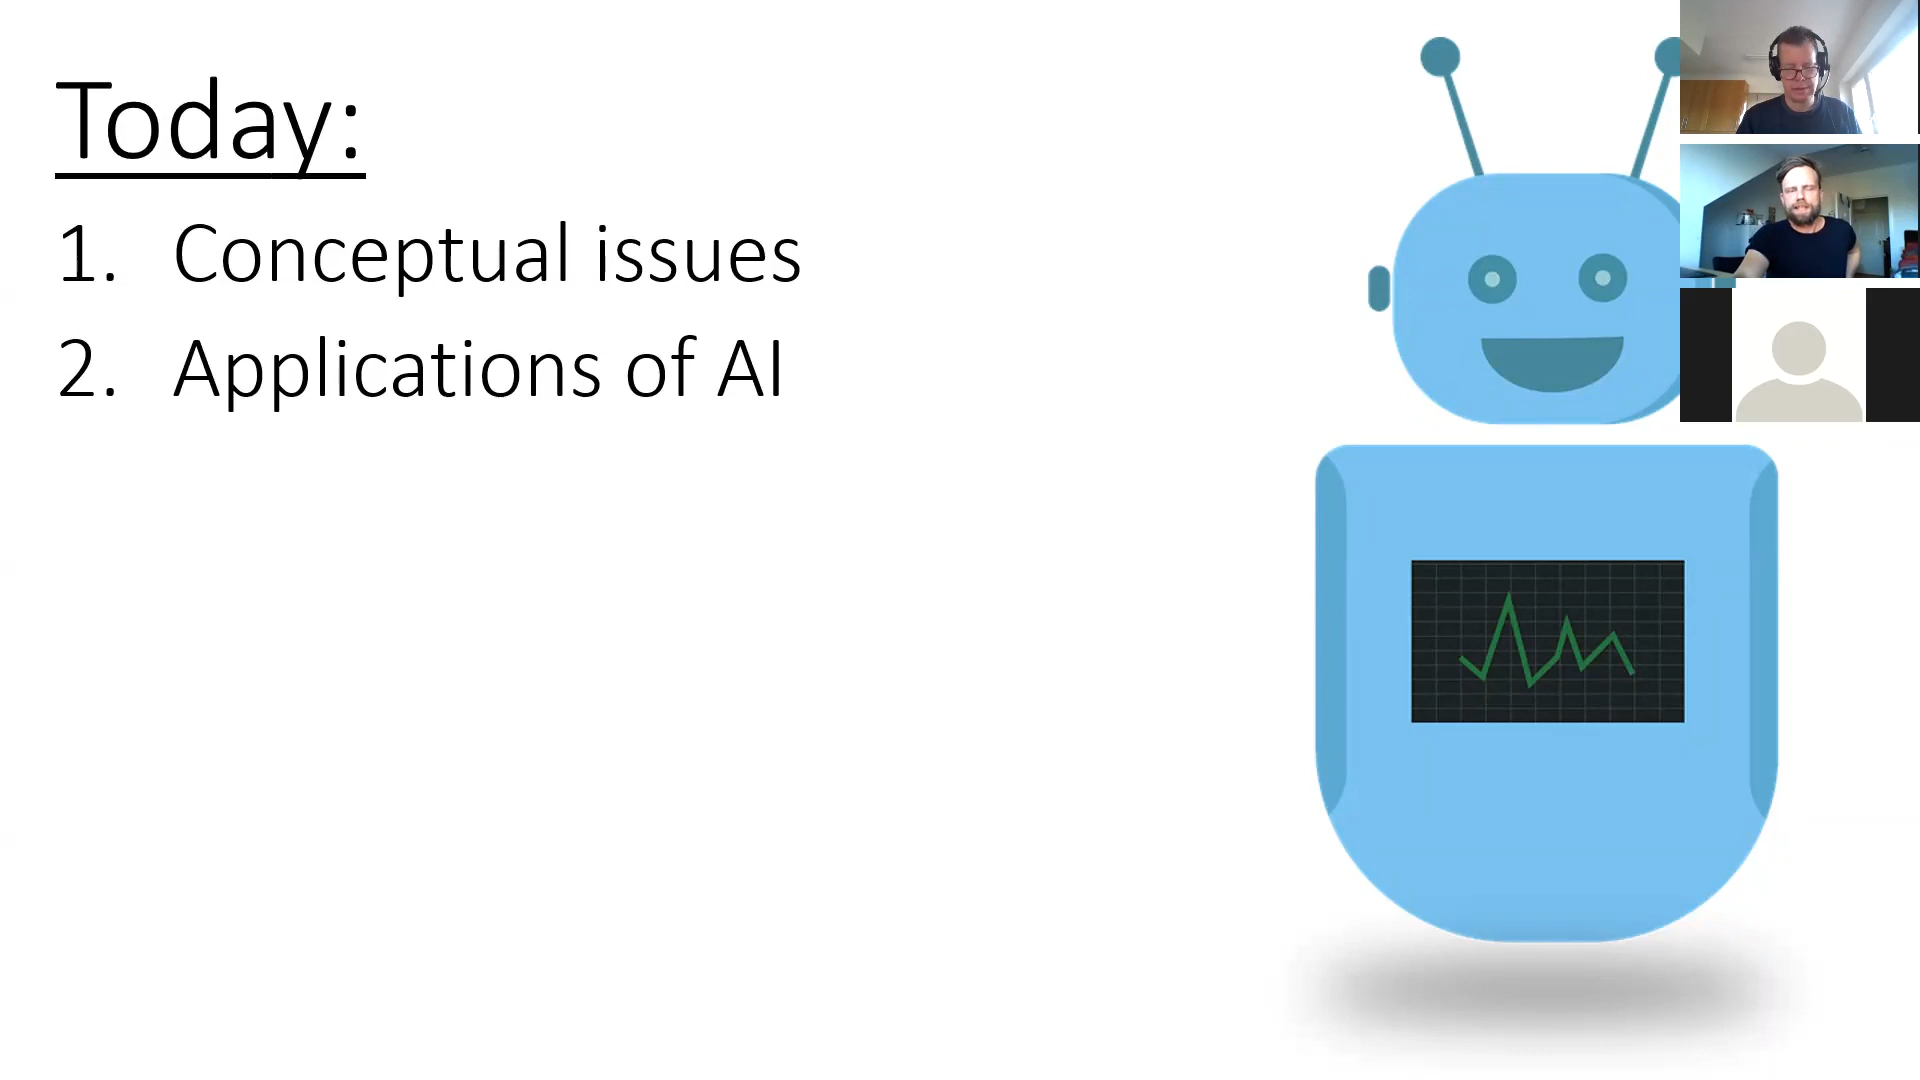 Today:
1. Conceptual issues
2. Applications of AI